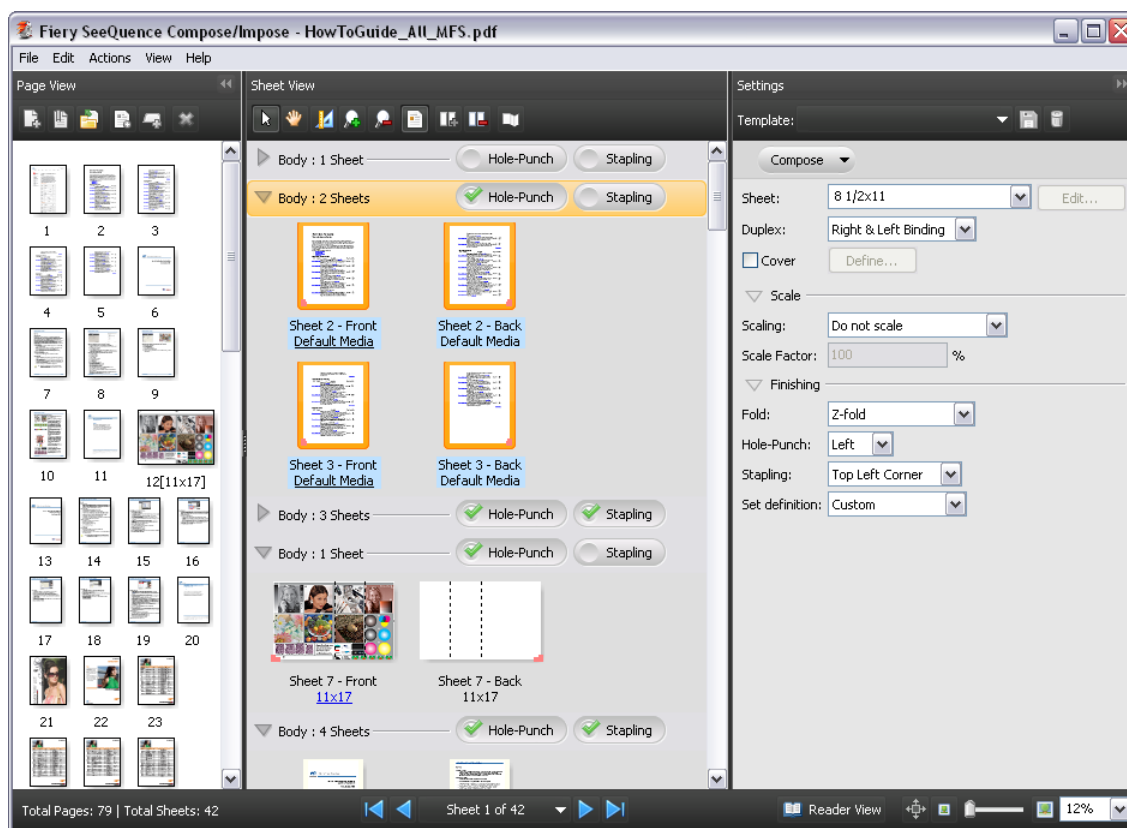 Fiery SeeQuence Compose/Impose - HowToGuide_All_MFS.pdf
File Edit Actions View Help
Page View
1 2 3
4 5 6
7 8 9
10 11 12[11x17]
13 14 15 16
17 18 19 20
21 22 23
Sheet View
Body : 1 Sheet Hole-Punch Stapling
Body : 2 Sheets Hole-Punch Stapling
Sheet 2 - Front Sheet 2 - Back
Default Media Default Media
Sheet 3 - Front Sheet 3 - Back
Default Media Default Media
Body : 3 Sheets Hole-Punch Stapling
Body : 1 Sheet Hole-Punch Stapling
Sheet 7 - Front Sheet 7 - Back
11x17 11x17
Body : 4 Sheets Hole-Punch Stapling
Settings
Template:
Compose
Sheet: 8 1/2x11 Edit...
Duplex: Right & Left Binding
Cover Define...
Scale
Scaling: Do not scale
Scale Factor: 100 %
Finishing
Fold: Z-fold
Hole-Punch: Left
Stapling: Top Left Corner
Set definition: Custom
Total Pages: 79 | Total Sheets: 42 Sheet 1 of 42 Reader View 12%